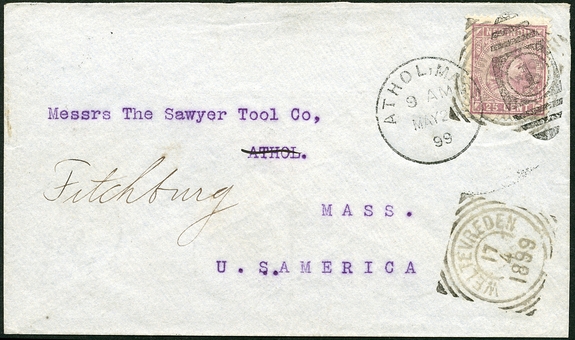 ATHOL, MA
9 AM
MAY 2
99
Messrs The Sawyer Tool Co,
ATHOL.
Fitchburg
MASS.
U.S.AMERICA
WELTEVREDEN
17 4
1899